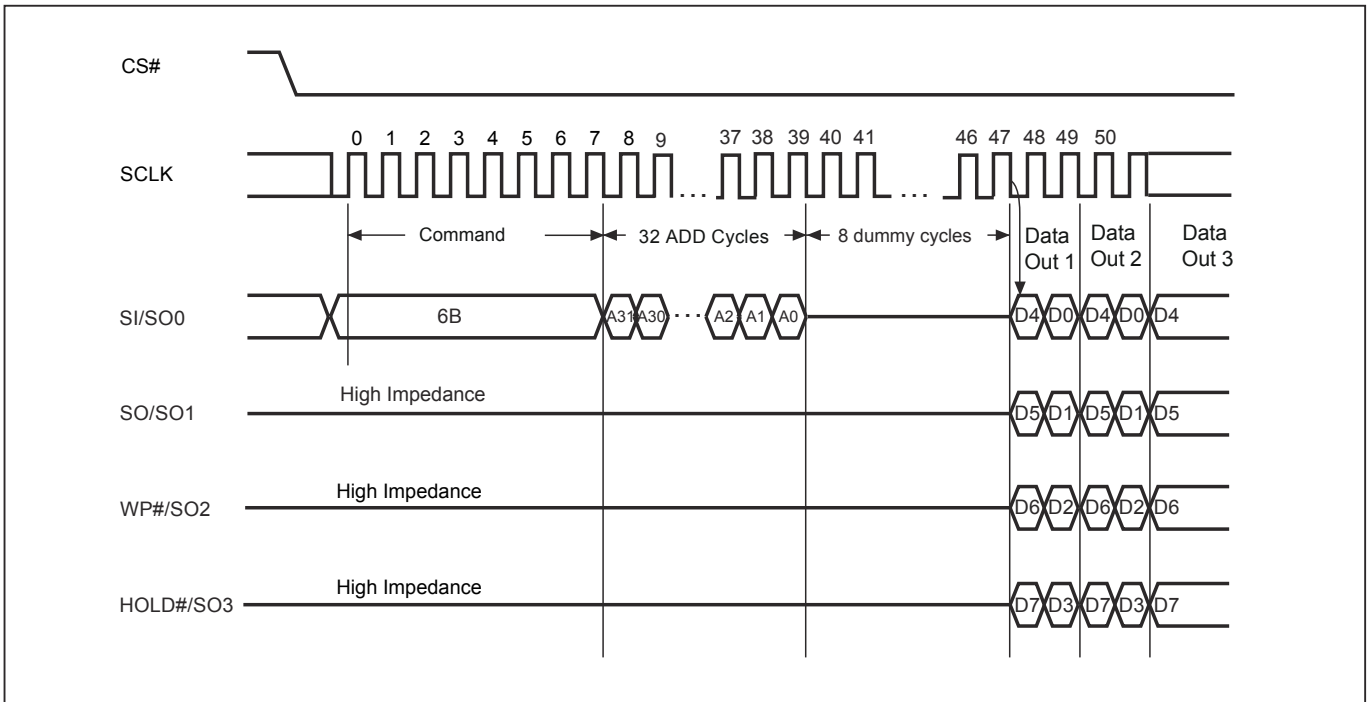 CS#
0 1 2 3 4 5 6 7 8 9 37 38 39 40 41 46 47 48 49 50
SCLK
... ...
Command 32 ADD Cycles 8 dummy cycles Data Out 1 Data Out 2 Data Out 3
SI/SO0 6B A31 A30 ... A2 A1 A0 D4 D0 D4 D0 D4
High Impedance
SO/SO1 D5 D1 D5 D1 D5
High Impedance
WP#/SO2 D6 D2 D6 D2 D6
High Impedance
HOLD#/SO3 D7 D3 D7 D3 D7